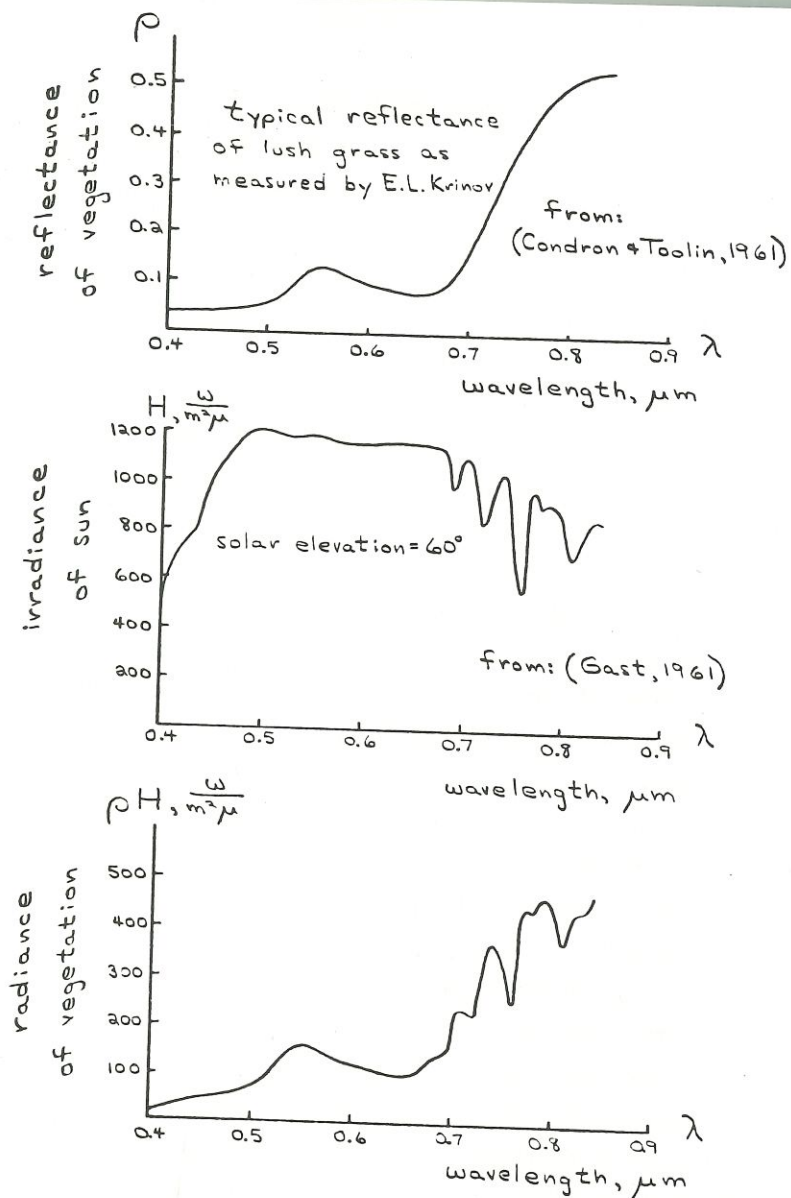 ρ
0.5
0.4
0.3
0.2
0.1
0
reflectance
of vegetation
typical reflectance
of lush grass as
measured by E.L.Krinov
from:
(Condron & Toolin, 1961)
0.4 0.5 0.6 0.7 0.8 0.9 λ
wavelength, μm
H, w/m²μ
1200
1000
800
600
400
200
irradiance
of sun
solar elevation = 60°
from: (Gast, 1961)
0.4 0.5 0.6 0.7 0.8 0.9 λ
wavelength, μm
ρH, w/m²μ
500
400
300
200
100
radiance
of vegetation
0.4 0.5 0.6 0.7 0.8 0.9 λ
wavelength, μm